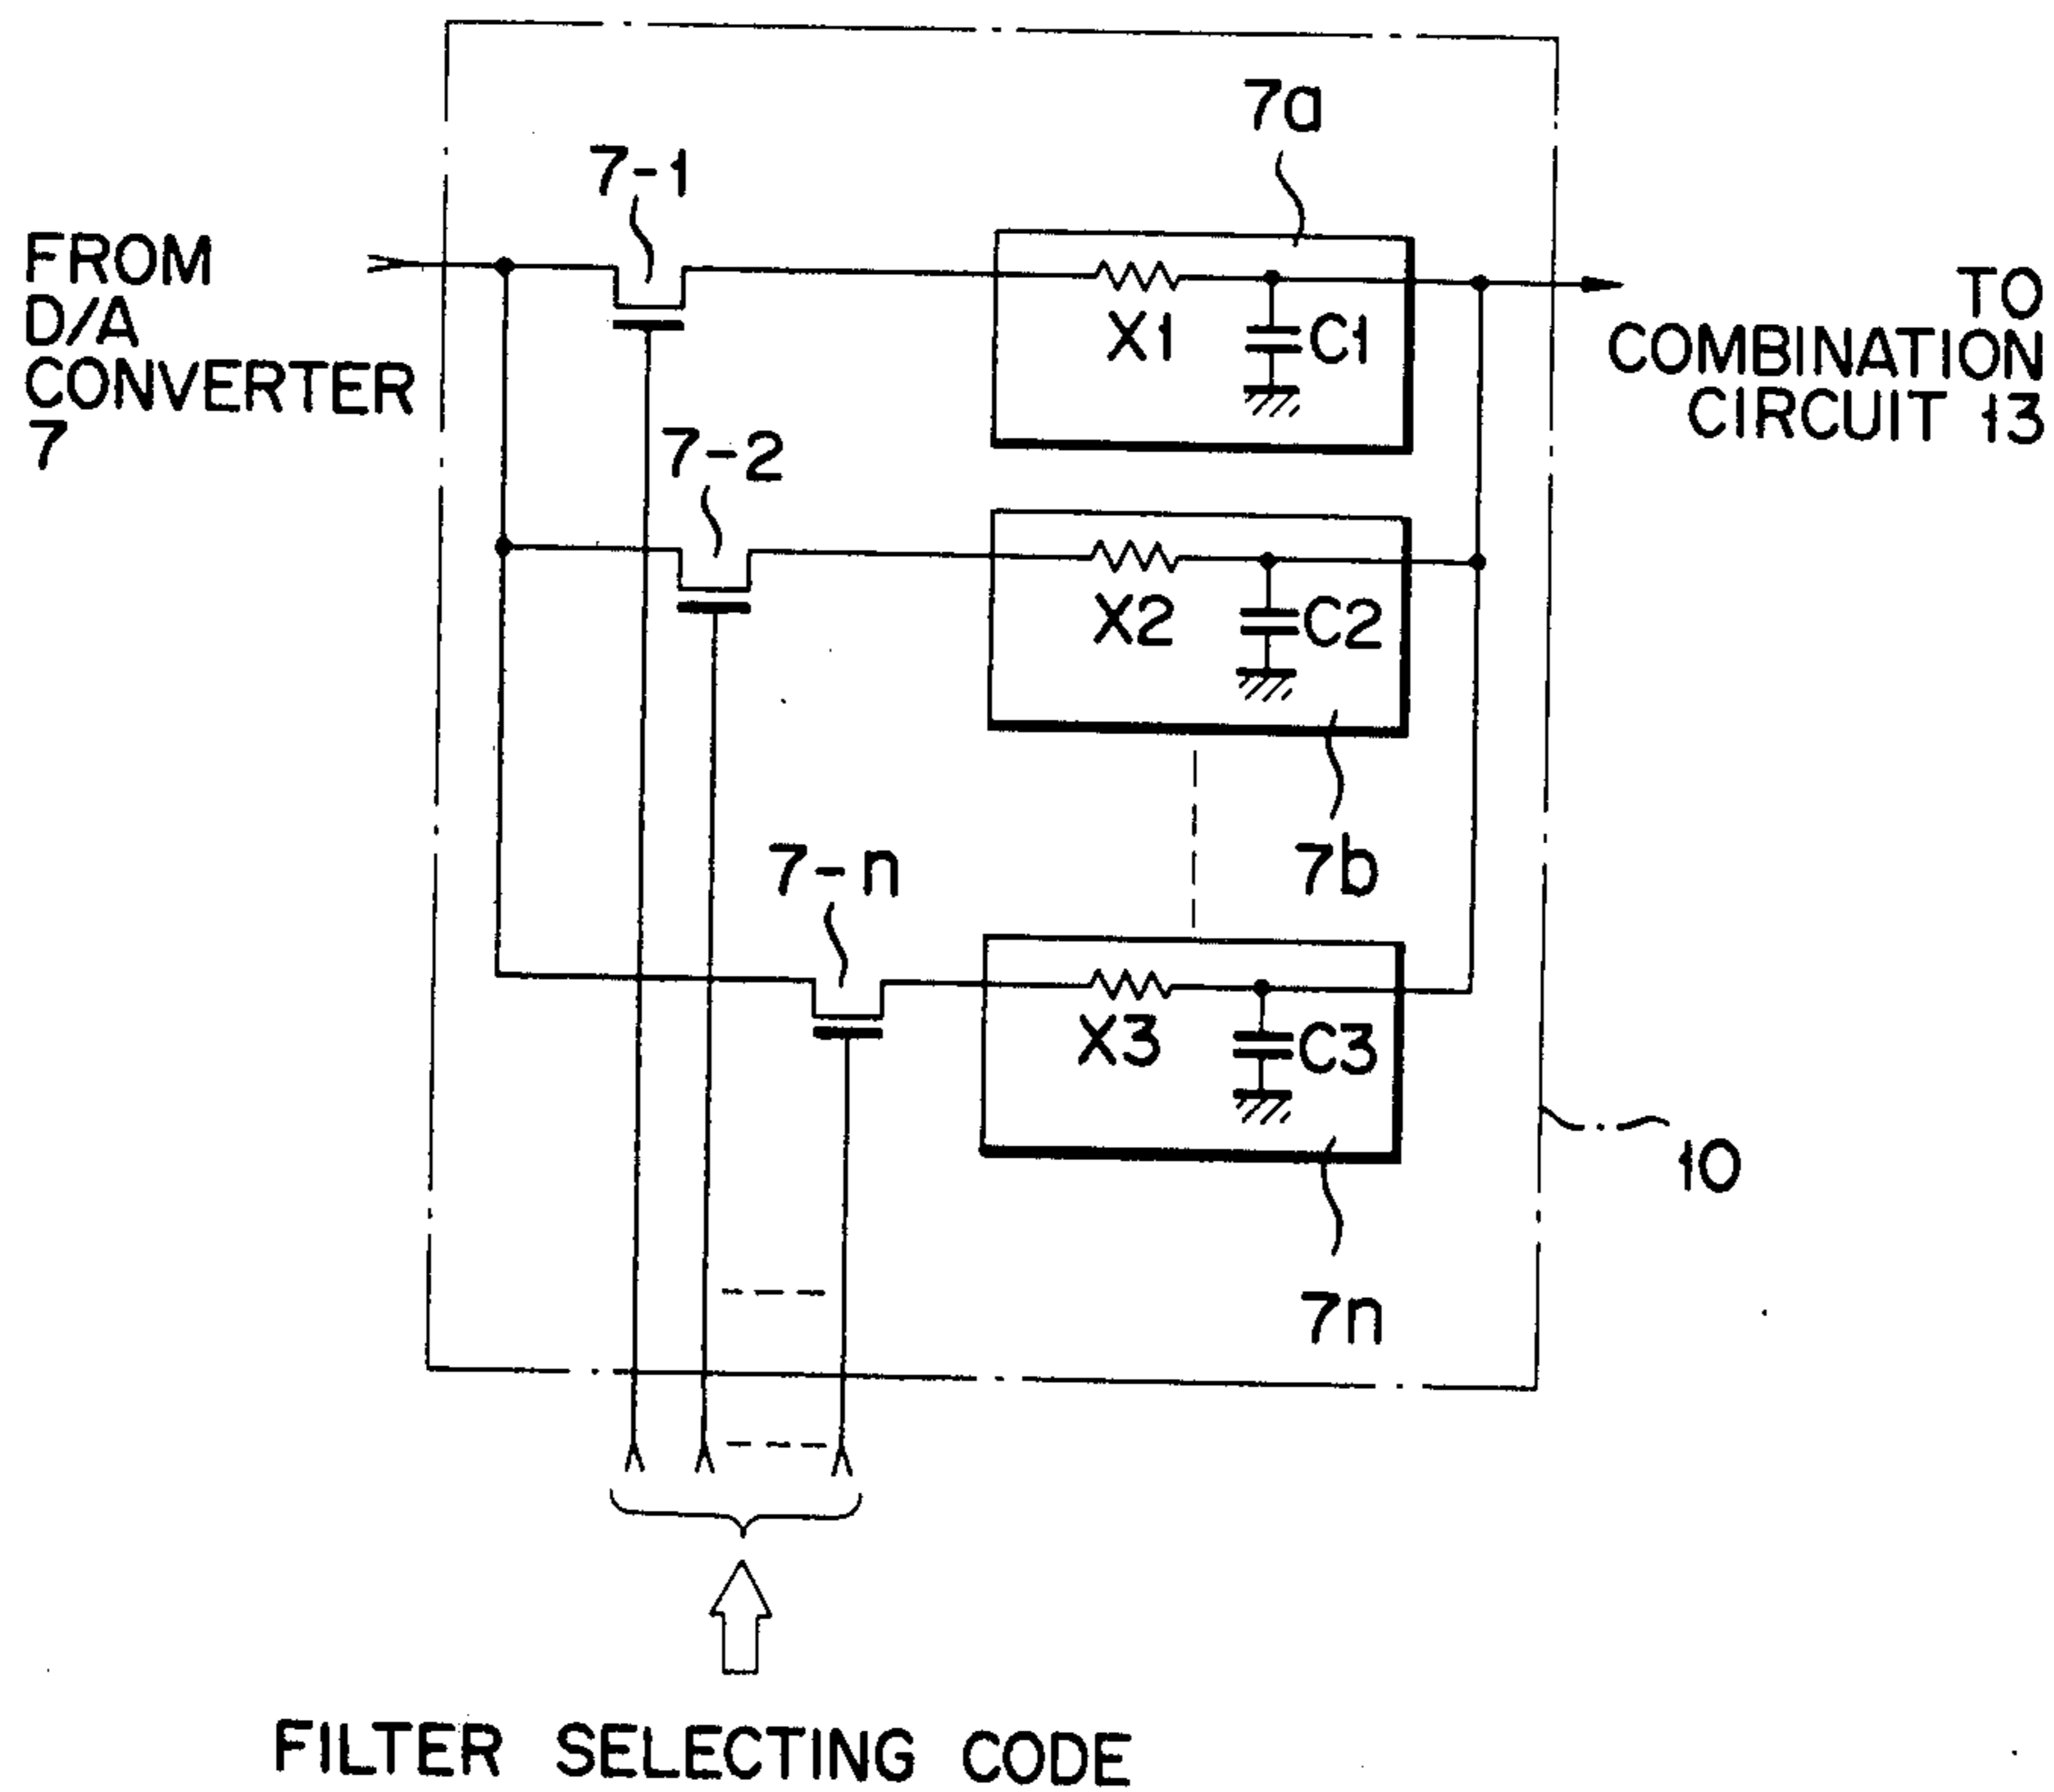 7a
7-1
FROM
D/A
CONVERTER
7
TO
COMBINATION
CIRCUIT 13
X1
C1
7-2
X2
C2
7-n
7b
X3
C3
10
7n
FILTER SELECTING CODE